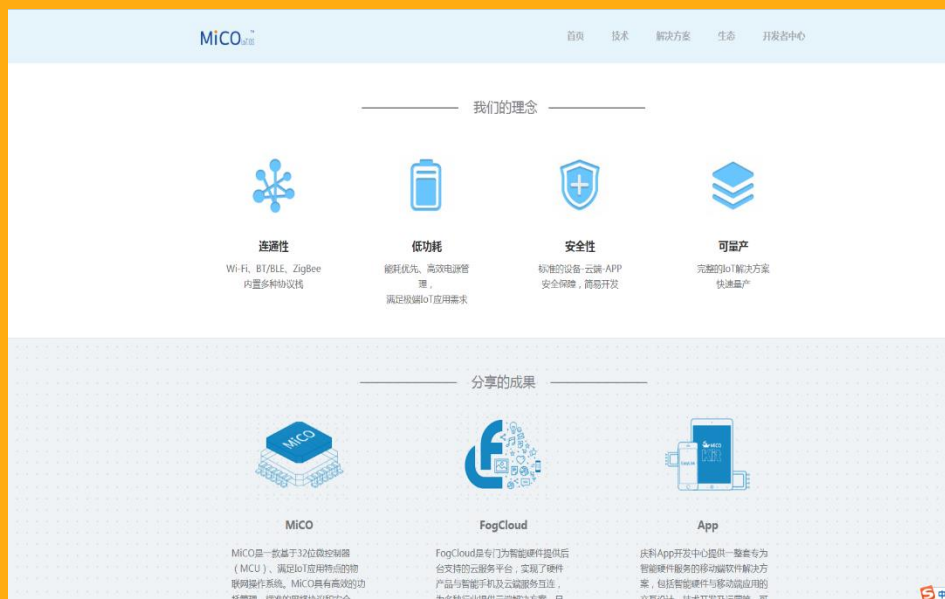 MiCO
首页 技术 解决方案 生态 开发者中心
我们的理念
连通性
Wi-Fi、BT/BLE、ZigBee
内置多种协议栈
低功耗
能耗优先、高效电源管
理，
满足极端IoT应用需求
安全性
标准的设备-云端-APP
安全保障，简易开发
可量产
完整的IoT解决方案
快速量产
分享的成果
MiCO
MiCO
MiCO是一款基于32位微控制器
（MCU）、满足IoT应用特点的物
联网操作系统。MiCO具有高效的功
FogCloud
FogCloud是专门为智能硬件提供后
台支持的云服务平台，实现了硬件
产品与智能手机及云端服务互连，
App
庆科App开发中心提供一整套专为
智能硬件服务的移动端软件解决方
案，包括智能硬件与移动端应用的